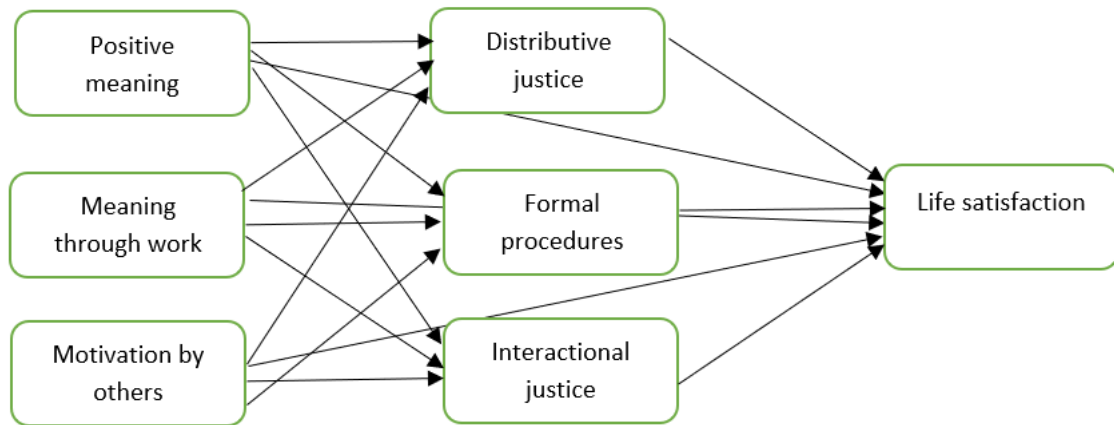 Positive
meaning
Distributive
justice
Meaning
through work
Formal
procedures
Life satisfaction
Motivation by
others
Interactional
justice